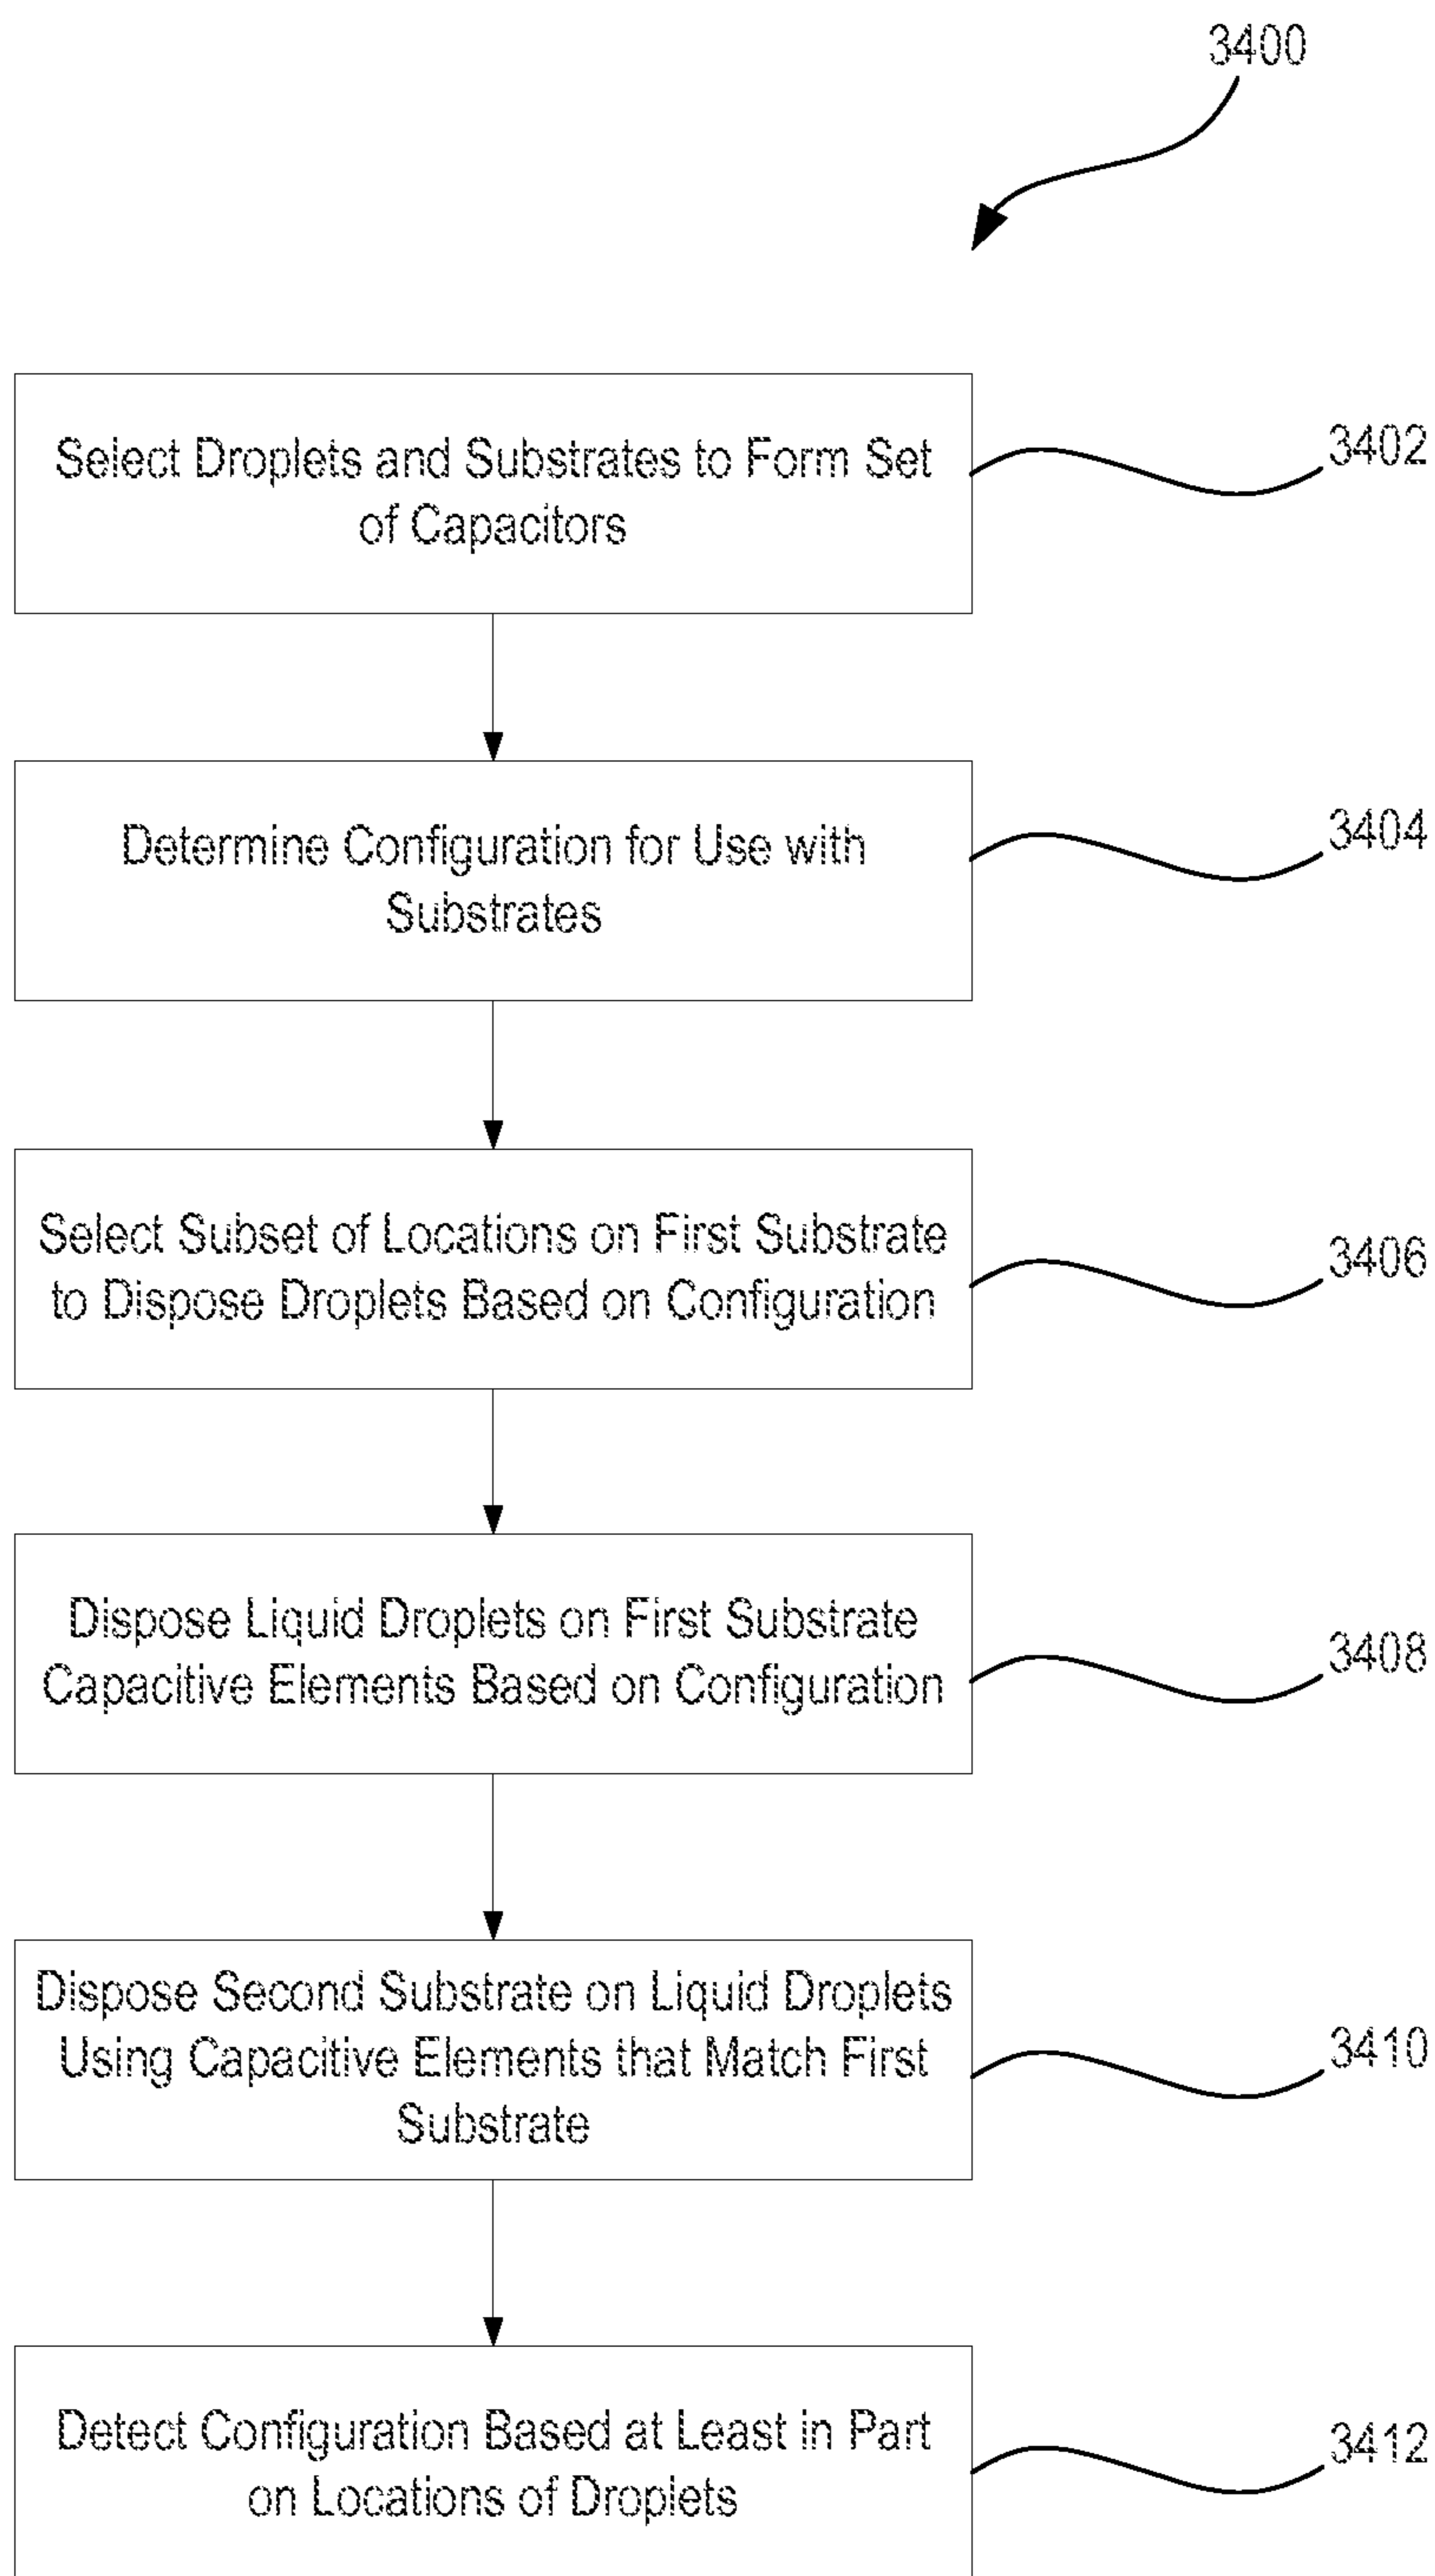 3400
Select Droplets and Substrates to Form Set
of Capacitors
3402
Determine Configuration for Use with
Substrates
3404
Select Subset of Locations on First Substrate
to Dispose Droplets Based on Configuration
3406
Dispose Liquid Droplets on First Substrate
Capacitive Elements Based on Configuration
3408
Dispose Second Substrate on Liquid Droplets
Using Capacitive Elements that Match First
Substrate
3410
Detect Configuration Based at Least in Part
on Locations of Droplets
3412